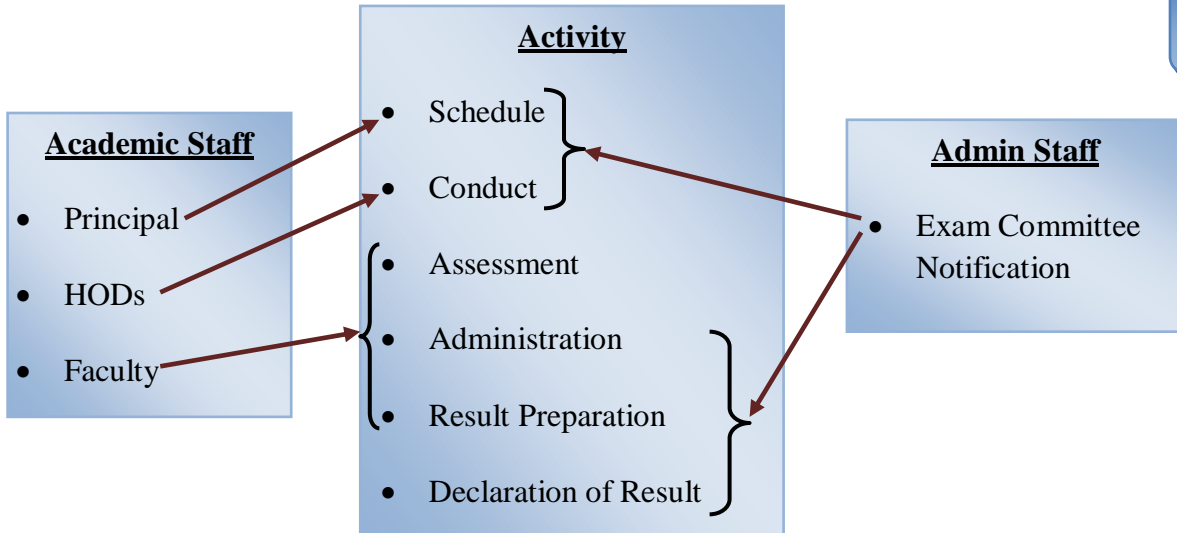 Academic Staff
• Principal
• HODs
• Faculty
Activity
• Schedule
• Conduct
• Assessment
• Administration
• Result Preparation
• Declaration of Result
Admin Staff
• Exam Committee
Notification